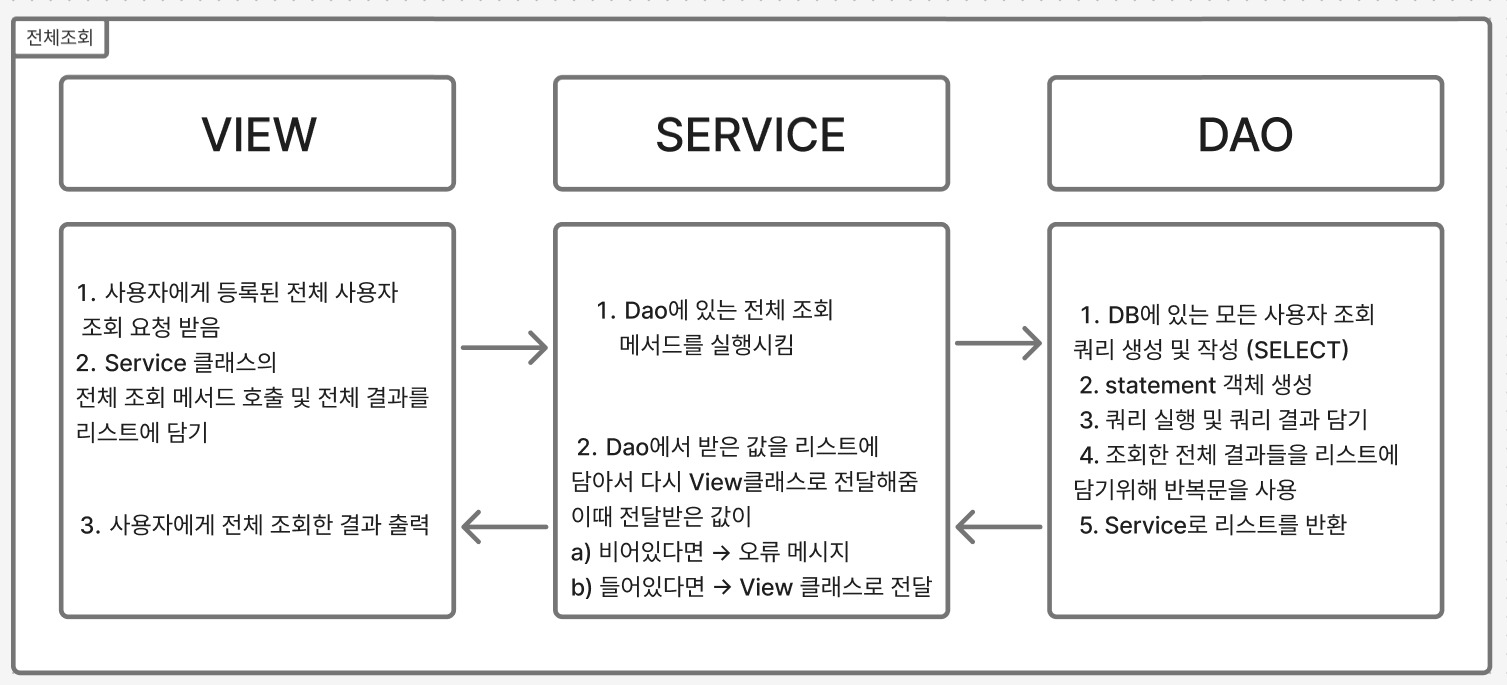 전체조회
VIEW
SERVICE
DAO
1. 사용자에게 등록된 전체 사용자
조회 요청 받음
2. Service 클래스의
전체 조회 메서드 호출 및 전체 결과를
리스트에 담기
3. 사용자에게 전체 조회한 결과 출력
1. Dao에 있는 전체 조회
메서드를 실행시킴
2. Dao에서 받은 값을 리스트에
담아서 다시 View클래스로 전달해줌
이때 전달받은 값이
a) 비어있다면 → 오류 메시지
b) 들어있다면 → View 클래스로 전달
1. DB에 있는 모든 사용자 조회
쿼리 생성 및 작성 (SELECT)
2. statement 객체 생성
3. 쿼리 실행 및 쿼리 결과 담기
4. 조회한 전체 결과들을 리스트에
담기위해 반복문을 사용
5. Service로 리스트를 반환